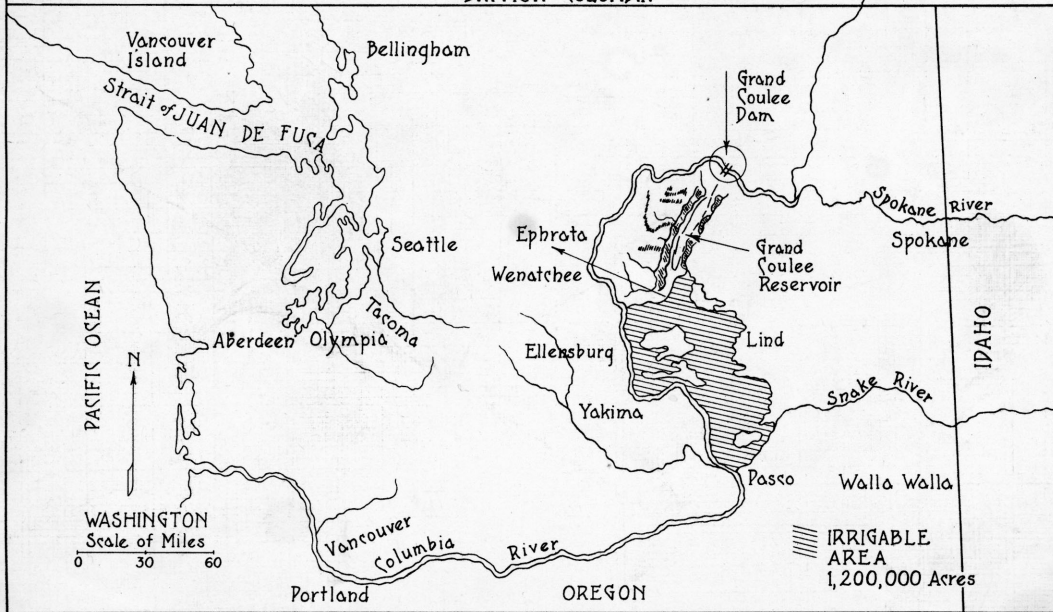 Vancouver
Island
Bellingham
Strait of JUAN DE FUCA
Grand
Coulee
Dam
Spokane River
Spokane
Seattle
Ephrata
Wenatchee
Grand
Coulee
Reservoir
Tacoma
Aberdeen Olympia
PACIFIC OCEAN
N
Ellensburg
Lind
IDAHO
Yakima
Snake River
Pasco
Walla Walla
WASHINGTON
Scale of Miles
0 30 60
Vancouver
Columbia River
Portland
OREGON
IRRIGABLE
AREA
1,200,000 Acres